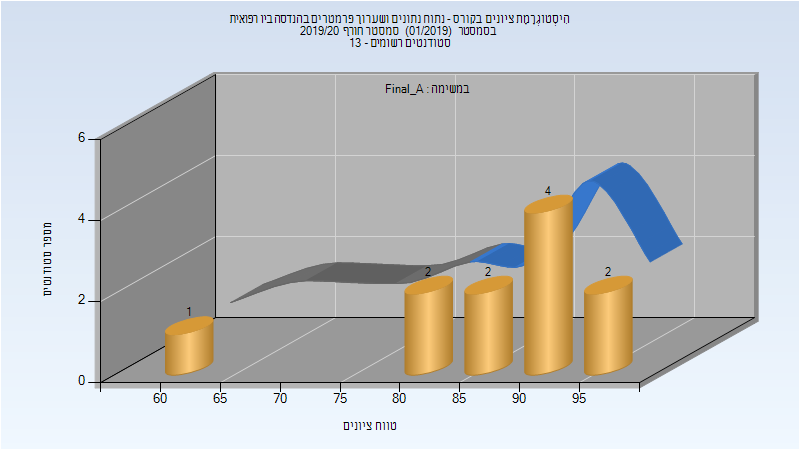 הִיסְטוֹגְרָמַת ציונים בקורס - נתוח נתונים ושערוך פרמטרים בהנדסה ביו רפואית
בסמסטר (01/2019) סמסטר חורף 2019/20
סטודנטים רשומים - 13
במשימה : Final_A
מספר סטודנטים
6
4
2
0
1
2
2
4
2
60 65 70 75 80 85 90 95
טווח ציונים